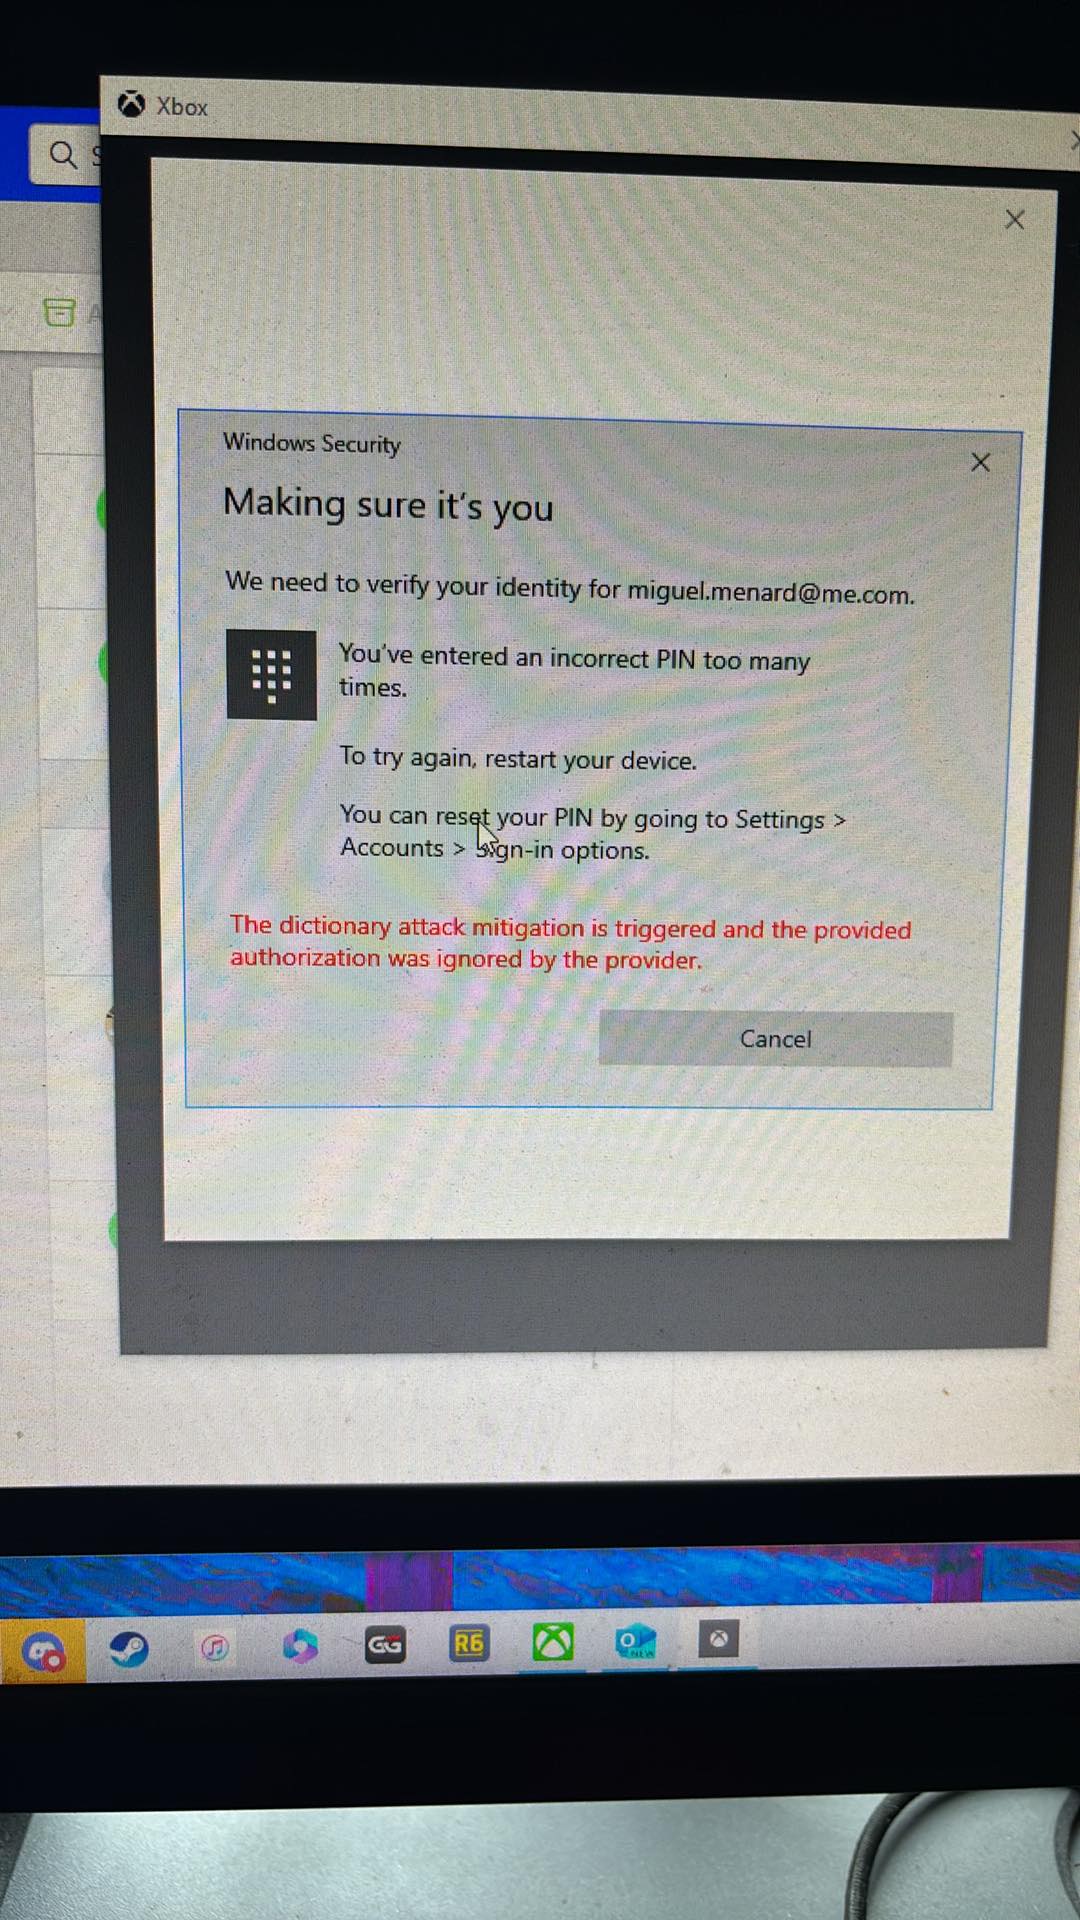 Xbox
Windows Security
Making sure it's you
We need to verify your identity for miguel.menard@me.com.
You've entered an incorrect PIN too many
times.
To try again, restart your device.
You can reset your PIN by going to Settings >
Accounts > Sign-in options.
The dictionary attack mitigation is triggered and the provided
authorization was ignored by the provider.
Cancel
GG
R6
O
NEW